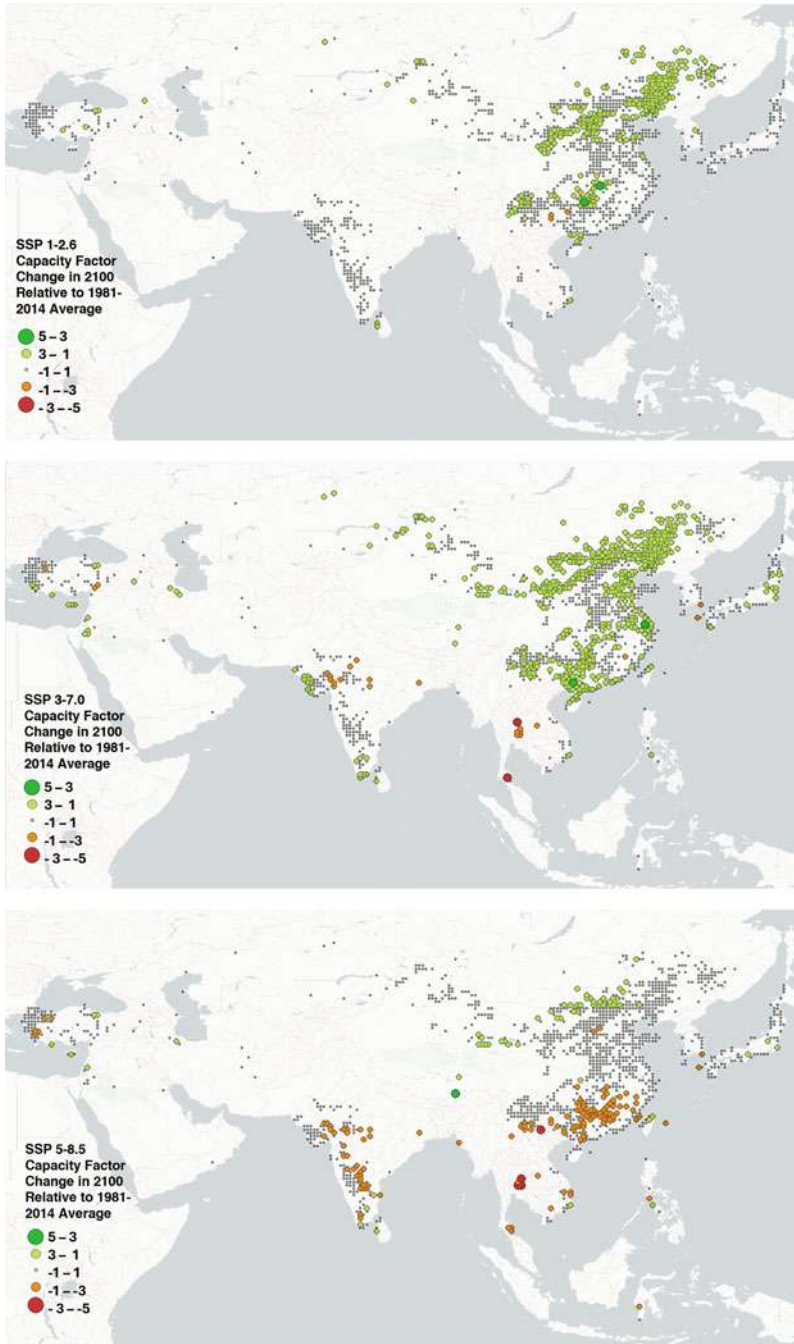 SSP 1-2.6
Capacity Factor
Change in 2100
Relative to 1981-
2014 Average
5 – 3
3 – 1
-1 – 1
-1 – -3
- 3 – -5
SSP 3-7.0
Capacity Factor
Change in 2100
Relative to 1981-
2014 Average
5 – 3
3 – 1
-1 – 1
-1 – -3
- 3 – -5
SSP 5-8.5
Capacity Factor
Change in 2100
Relative to 1981-
2014 Average
5 – 3
3 – 1
-1 – 1
-1 – -3
- 3 – -5